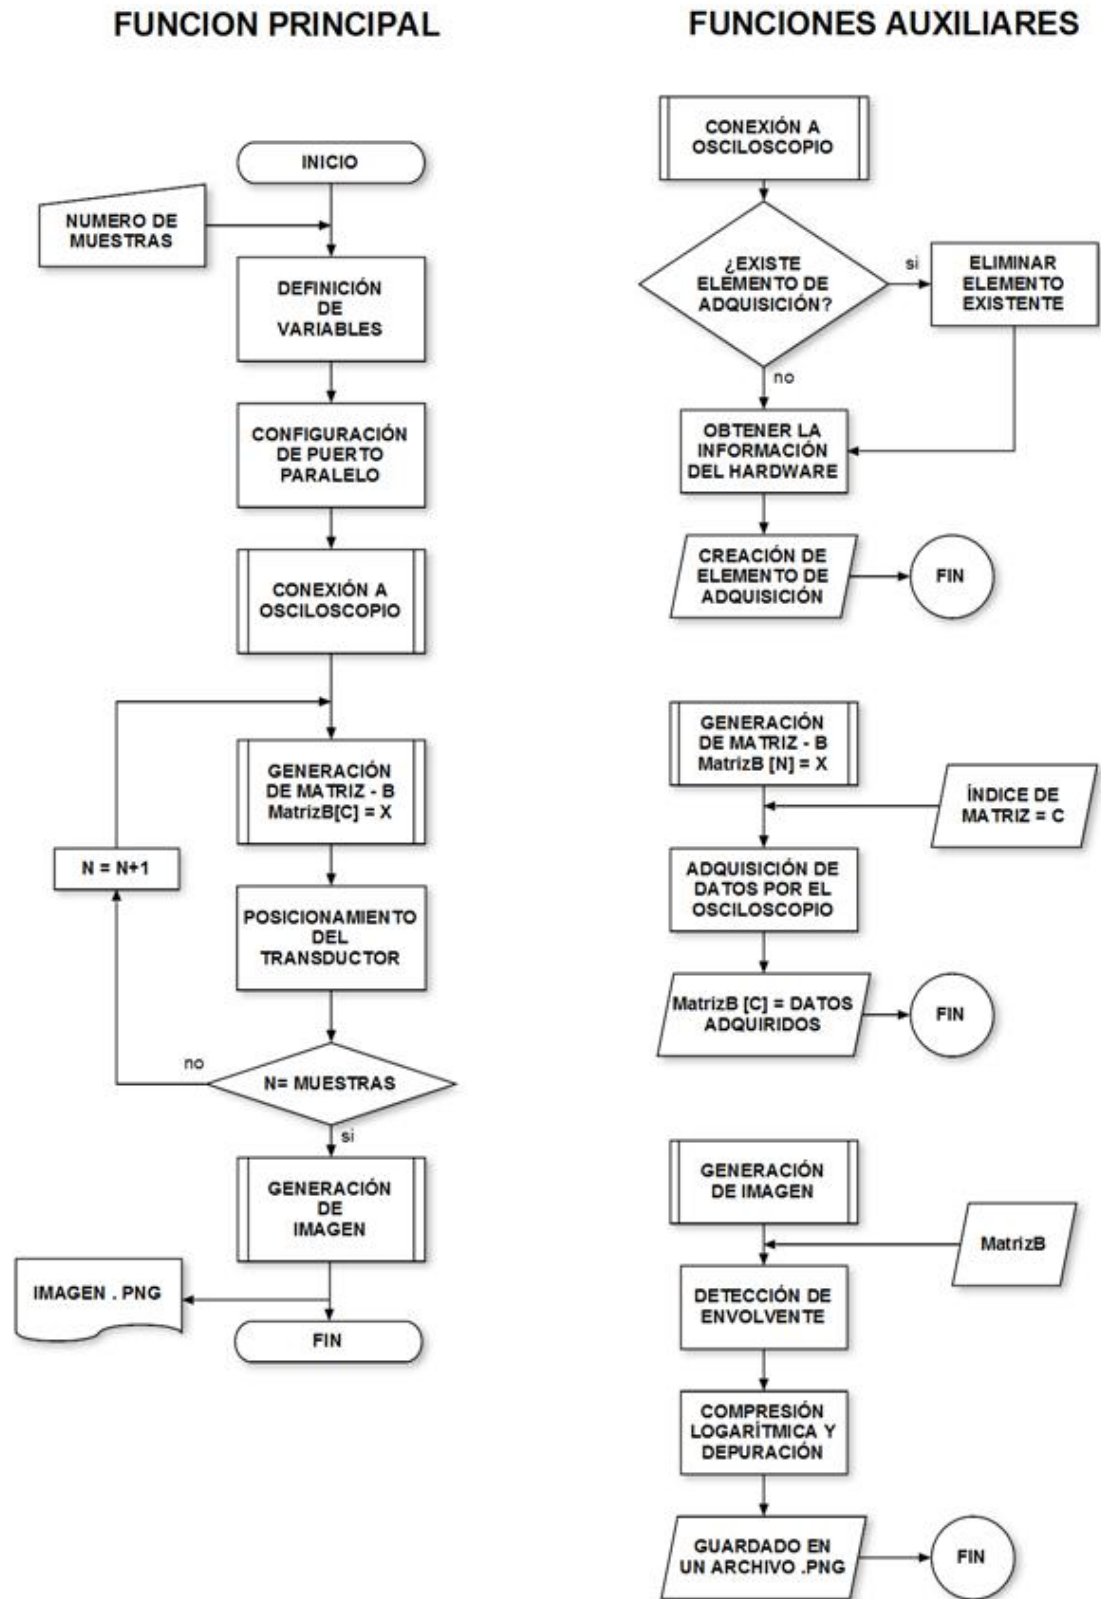 FUNCION PRINCIPAL
INICIO
NUMERO DE
MUESTRAS
DEFINICIÓN
DE
VARIABLES
CONFIGURACIÓN
DE PUERTO
PARALELO
CONEXIÓN A
OSCILOSCOPIO
GENERACIÓN
DE MATRIZ - B
MatrizB[C] = X
N = N+1
POSICIONAMIENTO
DEL
TRANSDUCTOR
no
N= MUESTRAS
si
GENERACIÓN
DE
IMAGEN
IMAGEN . PNG
FIN
FUNCIONES AUXILIARES
CONEXIÓN A
OSCILOSCOPIO
¿EXISTE
ELEMENTO DE
ADQUISICIÓN?
si
ELIMINAR
ELEMENTO
EXISTENTE
no
OBTENER LA
INFORMACIÓN
DEL HARDWARE
CREACIÓN DE
ELEMENTO DE
ADQUISICIÓN
FIN
GENERACIÓN
DE MATRIZ - B
MatrizB [N] = X
ÍNDICE DE
MATRIZ = C
ADQUISICIÓN DE
DATOS POR EL
OSCILOSCOPIO
MatrizB [C] = DATOS
ADQUIRIDOS
FIN
GENERACIÓN
DE IMAGEN
MatrizB
DETECCIÓN DE
ENVOLVENTE
COMPRESIÓN
LOGARÍTMICA Y
DEPURACIÓN
GUARDADO EN
UN ARCHIVO .PNG
FIN